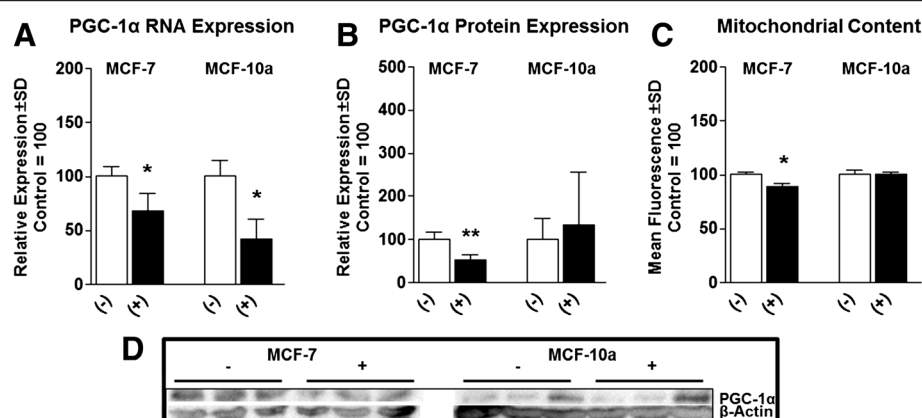 A PGC-1α RNA Expression
MCF-7 MCF-10a
Relative Expression ±SD
Control = 100
200
150
100
50
0
*
*
(-) (+) (-) (+)
B PGC-1α Protein Expression
MCF-7 MCF-10a
Relative Expression ±SD
Control = 100
500
400
300
200
100
0
**
(-) (+) (-) (+)
C Mitochondrial Content
MCF-7 MCF-10a
Mean Fluorescence ±SD
Control = 100
200
150
100
50
0
*
(-) (+) (-) (+)
D
MCF-7 MCF-10a
- + - +
PGC-1α
β-Actin